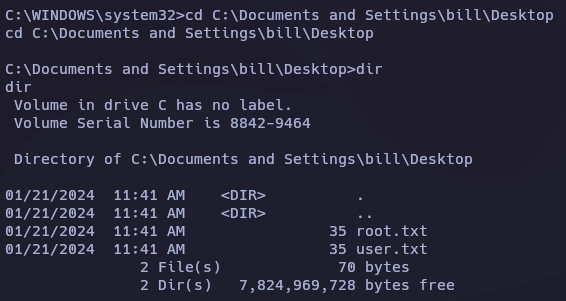 C:\WINDOWS\system32>cd C:\Documents and Settings\bill\Desktop
cd C:\Documents and Settings\bill\Desktop
C:\Documents and Settings\bill\Desktop>dir
dir
 Volume in drive C has no label.
 Volume Serial Number is 8842-9464
 Directory of C:\Documents and Settings\bill\Desktop
01/21/2024  11:41 AM    <DIR>          .
01/21/2024  11:41 AM    <DIR>          ..
01/21/2024  11:41 AM                35 root.txt
01/21/2024  11:41 AM                35 user.txt
               2 File(s)             70 bytes
               2 Dir(s)   7,824,969,728 bytes free